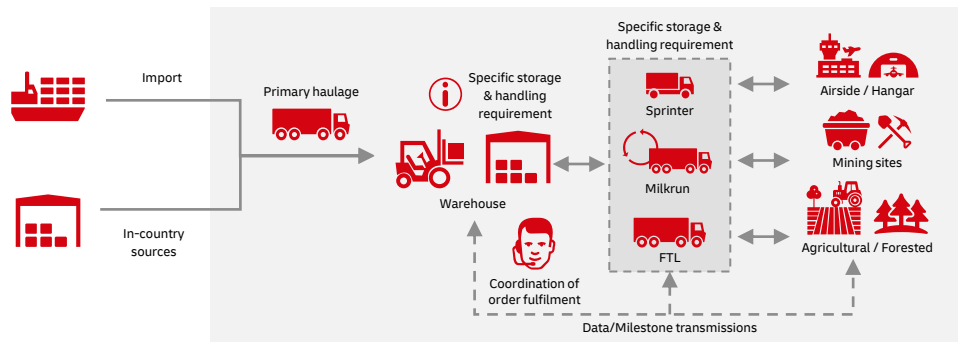 Import
In-country
sources
Primary haulage
Specific storage
& handling
requirement
Warehouse
Coordination of
order fulfilment
Specific storage &
handling requirement
Sprinter
Milkrun
FTL
Airside / Hangar
Mining sites
Agricultural / Forested
Data/Milestone transmissions